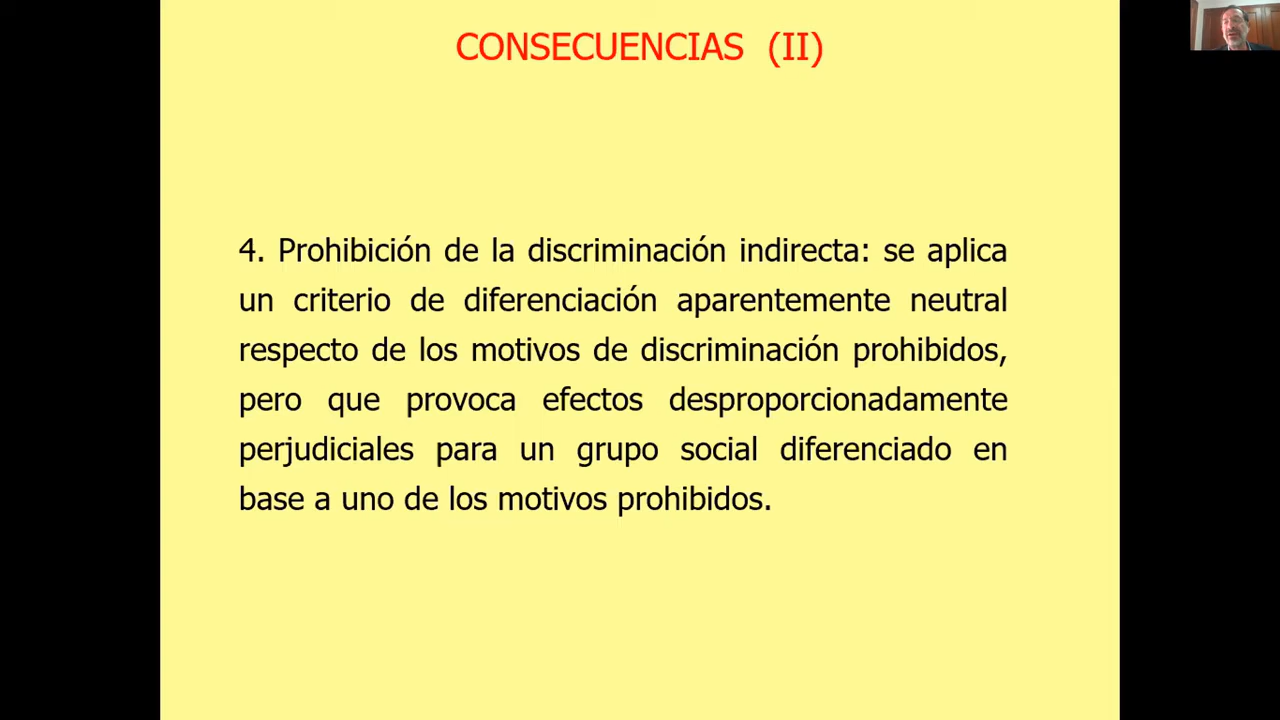 CONSECUENCIAS (II)
4. Prohibición de la discriminación indirecta: se aplica
un criterio de diferenciación aparentemente neutral
respecto de los motivos de discriminación prohibidos,
pero que provoca efectos desproporcionadamente
perjudiciales para un grupo social diferenciado en
base a uno de los motivos prohibidos.